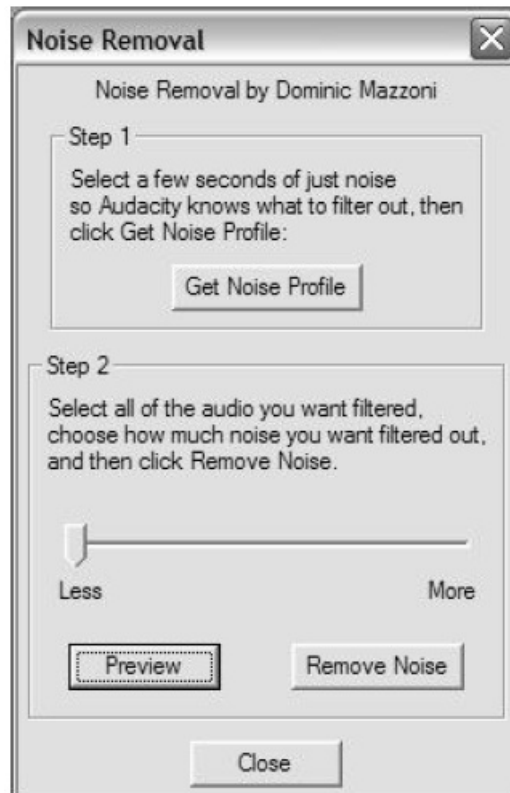 Noise Removal
Noise Removal by Dominic Mazzoni
Step 1
Select a few seconds of just noise
so Audacity knows what to filter out, then
click Get Noise Profile:
Get Noise Profile
Step 2
Select all of the audio you want filtered,
choose how much noise you want filtered out,
and then click Remove Noise.
Less More
Preview Remove Noise
Close